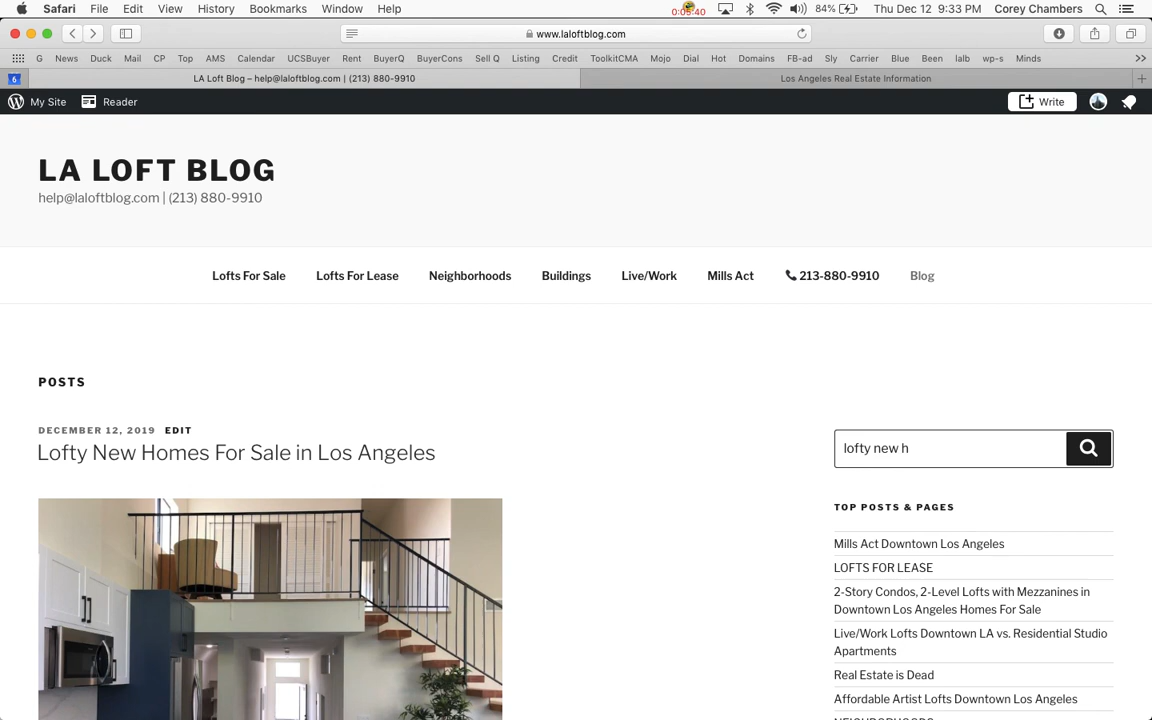 Safari File Edit View History Bookmarks Window Help 0:05:40 84% Thu Dec 12 9:33 PM Corey Chambers
www.laloftblog.com
G News Duck Mail CP Top AMS Calendar UCSBuyer Rent BuyerQ BuyerCons Sell Q Listing Credit ToolkitCMA Mojo Dial Hot Domains FB-ad Sly Carrier Blue Been lalb wp-s Minds >>
6 LA Loft Blog – help@laloftblog.com | (213) 880-9910 Los Angeles Real Estate Information +
My Site Reader Write
LA LOFT BLOG
help@laloftblog.com | (213) 880-9910
Lofts For Sale Lofts For Lease Neighborhoods Buildings Live/Work Mills Act 213-880-9910 Blog
POSTS
DECEMBER 12, 2019 EDIT
Lofty New Homes For Sale in Los Angeles
lofty new h
TOP POSTS & PAGES
Mills Act Downtown Los Angeles
LOFTS FOR LEASE
2-Story Condos, 2-Level Lofts with Mezzanines in
Downtown Los Angeles Homes For Sale
Live/Work Lofts Downtown LA vs. Residential Studio
Apartments
Real Estate is Dead
Affordable Artist Lofts Downtown Los Angeles
NEIGHBORHOODS